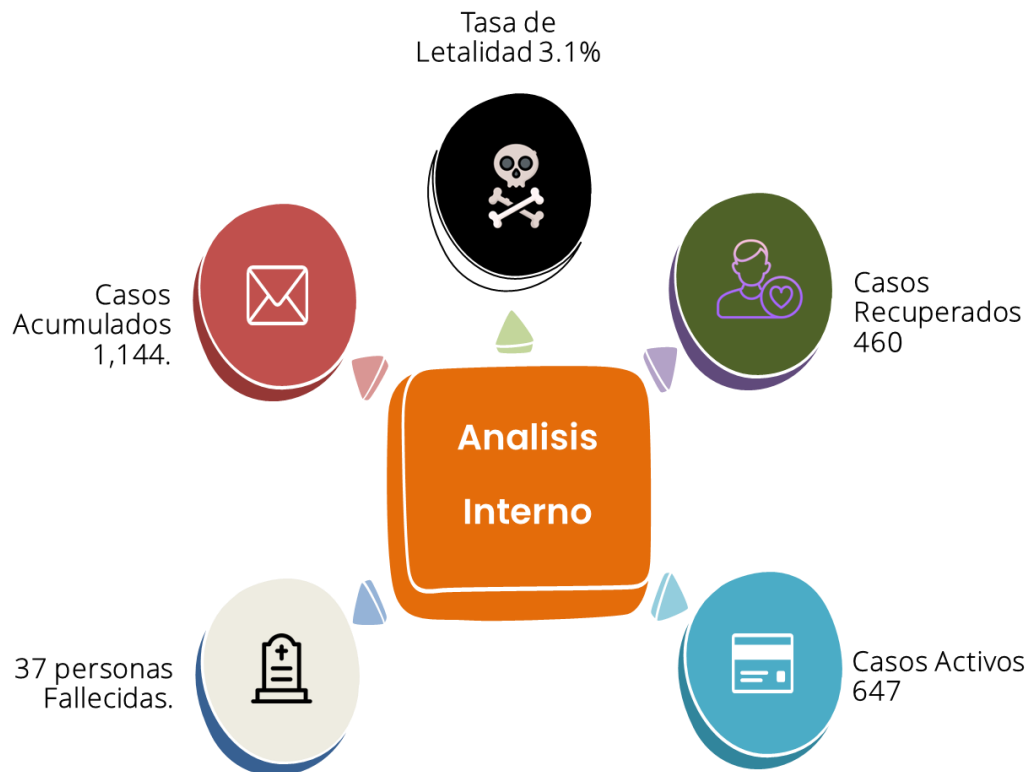 Tasa de
Letalidad 3.1%
Casos
Acumulados
1,144.
Casos
Recuperados
460
Analisis
Interno
37 personas
Fallecidas.
Casos Activos
647